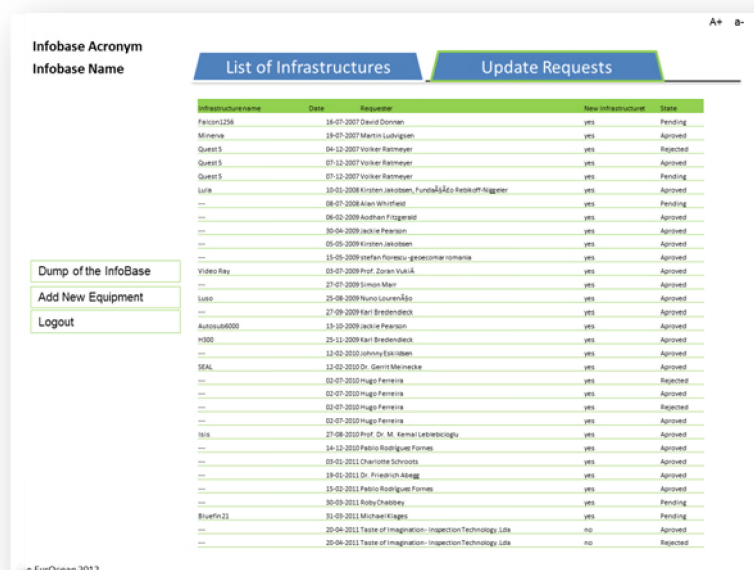 A+ a-
Infobase Acronym
Infobase Name
List of Infrastructures
Update Requests
Infrastructurename Date Requester New Infrastructuret State
Falcon1256 16-07-2007 David Donnan yes Pending
Minerva 19-07-2007 Martin Ludvigsen yes Aproved
Quest 5 04-12-2007 Volker Ratmeyer yes Rejected
Quest 5 07-12-2007 Volker Ratmeyer yes Aproved
Quest 5 07-12-2007 Volker Ratmeyer yes Pending
Lula 10-01-2008 Kirsten Jakobsen, FundaÃ§Ã£o Rebikoff-Niggeler yes Aproved
--- 08-07-2008 Alan Whitfield yes Pending
--- 06-02-2009 Aodhan Fitzgerald yes Aproved
--- 30-04-2009 Jackie Pearson yes Aproved
--- 05-05-2009 Kirsten Jakobsen yes Aproved
--- 15-05-2009 stefan florescu -geoecomar romania yes Aproved
Video Ray 03-07-2009 Prof. Zoran VukiÄ yes Aproved
--- 27-07-2009 Simon Marr yes Aproved
Luso 25-08-2009 Nuno LourenÃ§o yes Aproved
--- 27-09-2009 Karl Bredendieck yes Aproved
Autosub6000 13-10-2009 Jackie Pearson yes Aproved
H300 25-11-2009 Karl Bredendieck yes Aproved
--- 12-02-2010 Johnny Eskildsen yes Aproved
SEAL 12-02-2010 Dr. Gerrit Meinecke yes Aproved
--- 02-07-2010 Hugo Ferreira yes Rejected
--- 02-07-2010 Hugo Ferreira yes Aproved
--- 02-07-2010 Hugo Ferreira yes Rejected
--- 02-07-2010 Hugo Ferreira yes Aproved
Isis 27-08-2010 Prof. Dr. M. Kemal Leblebicioglu yes Aproved
--- 14-12-2010 Pablo Rodríguez Fornes yes Aproved
--- 03-01-2011 Charlotte Schroots yes Aproved
--- 19-01-2011 Dr. Friedrich Abegg yes Aproved
--- 15-02-2011 Pablo Rodríguez Fornes yes Aproved
--- 30-03-2011 Roby Chabbey yes Pending
Bluefin 21 31-03-2011 Michael Klages yes Pending
--- 20-04-2011 Taste of Imagination - Inspection Technology, Lda no Aproved
--- 20-04-2011 Taste of Imagination - Inspection Technology, Lda no Rejected
Dump of the InfoBase
Add New Equipment
Logout
EurOcean 2012